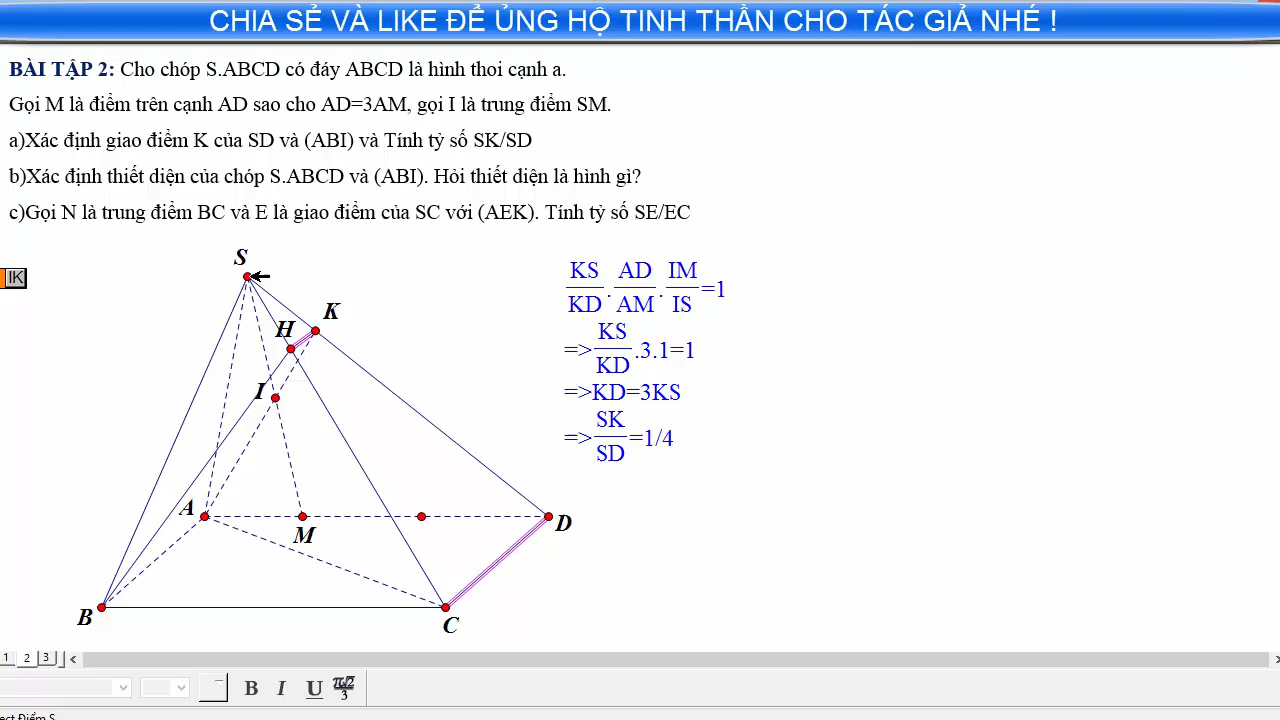 CHIA SẺ VÀ LIKE ĐỂ ỦNG HỘ TINH THẦN CHO TÁC GIẢ NHÉ !
BÀI TẬP 2: Cho chóp S.ABCD có đáy ABCD là hình thoi cạnh a.
Gọi M là điểm trên cạnh AD sao cho AD=3AM, gọi I là trung điểm SM.
a)Xác định giao điểm K của SD và (ABI) và Tính tỷ số SK/SD
b)Xác định thiết diện của chóp S.ABCD và (ABI). Hỏi thiết diện là hình gì?
c)Gọi N là trung điểm BC và E là giao điểm của SC với (AEK). Tính tỷ số SE/EC
IK
S
K
H
I
A
M
D
B
C
KS/KD . AD/AM . IM/IS =1
=> KS/KD .3.1=1
=>KD=3KS
=> SK/SD =1/4
1 2 3
B I U π√2/3
ect Điểm S